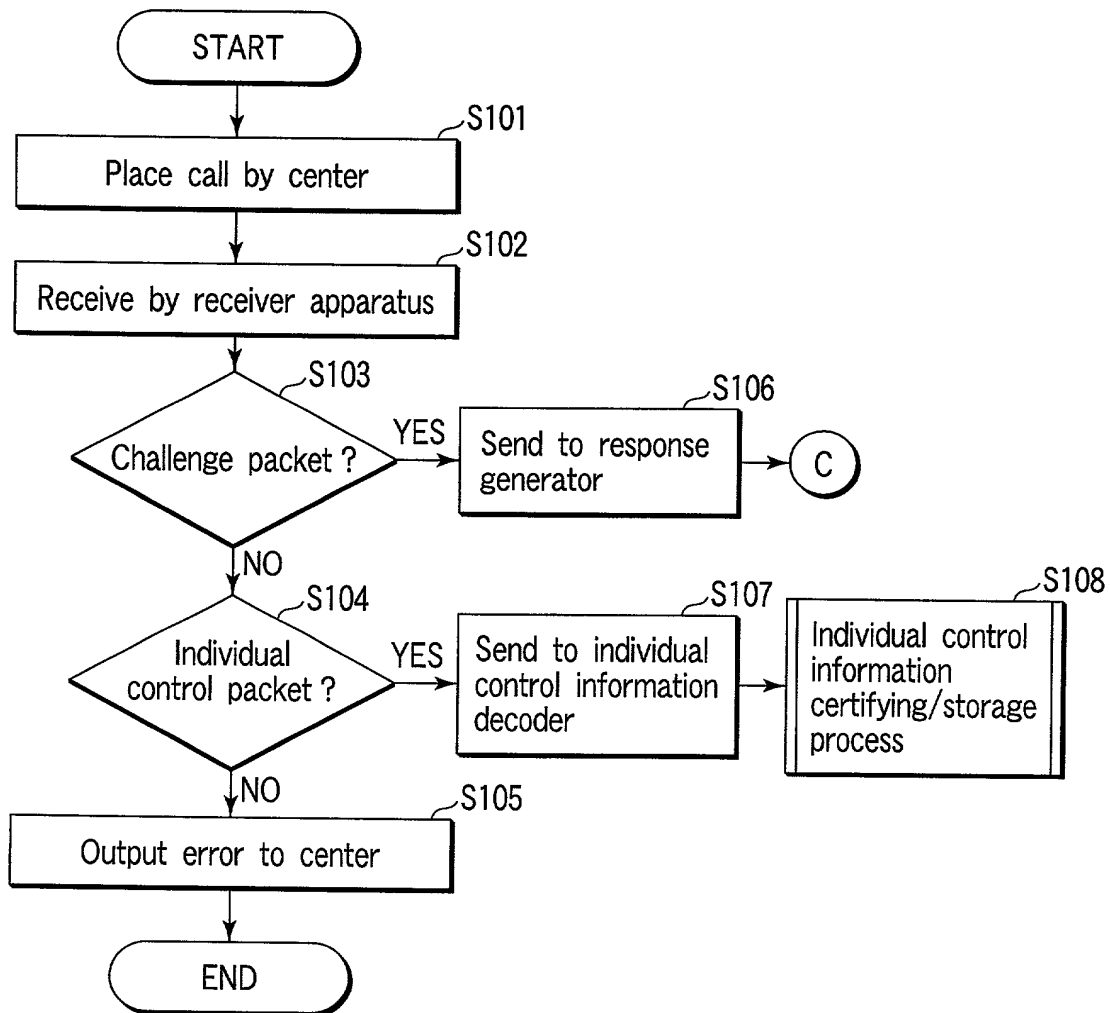 START
S101
Place call by center
S102
Receive by receiver apparatus
S103
Challenge packet ?
YES
S106
Send to response
generator
C
NO
S104
Individual
control packet ?
YES
S107
Send to individual
control information
decoder
S108
Individual control
information
certifying/storage
process
NO
S105
Output error to center
END